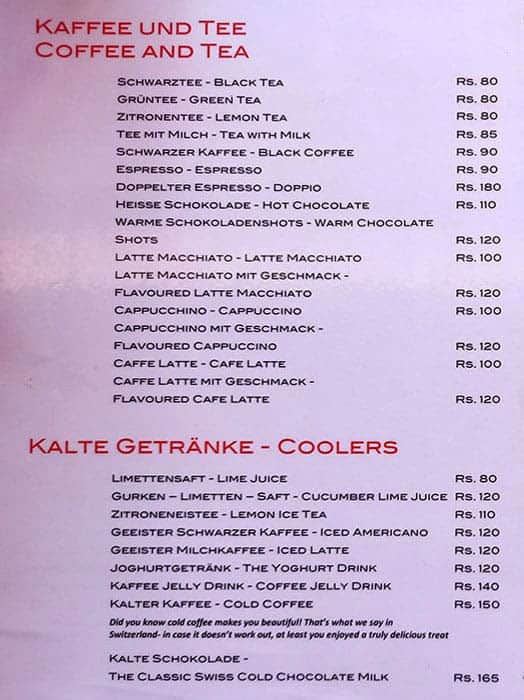 KAFFEE UND TEE
COFFEE AND TEA
SCHWARZTEE - BLACK TEA RS. 80
GRÜNTEE - GREEN TEA RS. 80
ZITRONENTEE - LEMON TEA RS. 80
TEE MIT MILCH - TEA WITH MILK RS. 85
SCHWARZER KAFFEE - BLACK COFFEE RS. 90
ESPRESSO - ESPRESSO RS. 90
DOPPELTER ESPRESSO - DOPPIO RS. 180
HEISSE SCHOKOLADE - HOT CHOCOLATE RS. 110
WARME SCHOKOLADENSHOTS - WARM CHOCOLATE
SHOTS RS. 120
LATTE MACCHIATO - LATTE MACCHIATO RS. 100
LATTE MACCHIATO MIT GESCHMACK -
FLAVOURED LATTE MACCHIATO RS. 120
CAPPUCCHINO - CAPPUCCINO RS. 100
CAPPUCCHINO MIT GESCHMACK -
FLAVOURED CAPPUCCINO RS. 120
CAFFE LATTE - CAFE LATTE RS. 100
CAFFE LATTE MIT GESCHMACK -
FLAVOURED CAFE LATTE RS. 120
KALTE GETRÄNKE - COOLERS
LIMETTENSAFT - LIME JUICE RS. 80
GURKEN – LIMETTEN – SAFT - CUCUMBER LIME JUICE RS. 120
ZITRONEISTEE - LEMON ICE TEA RS. 110
GEEISTER SCHWARZER KAFFEE - ICED AMERICANO RS. 120
GEEISTER MILCHKAFFEE - ICED LATTE RS. 120
JOGHURTGETRÄNK - THE YOGHURT DRINK RS. 120
KAFFEE JELLY DRINK - COFFEE JELLY DRINK RS. 140
KALTER KAFFEE - COLD COFFEE RS. 150
Did you know cold coffee makes you beautiful! That's what we say in
Switzerland- in case it doesn't work out, at least you enjoyed a truly delicious treat
KALTE SCHOKOLADE -
THE CLASSIC SWISS COLD CHOCOLATE MILK RS. 165